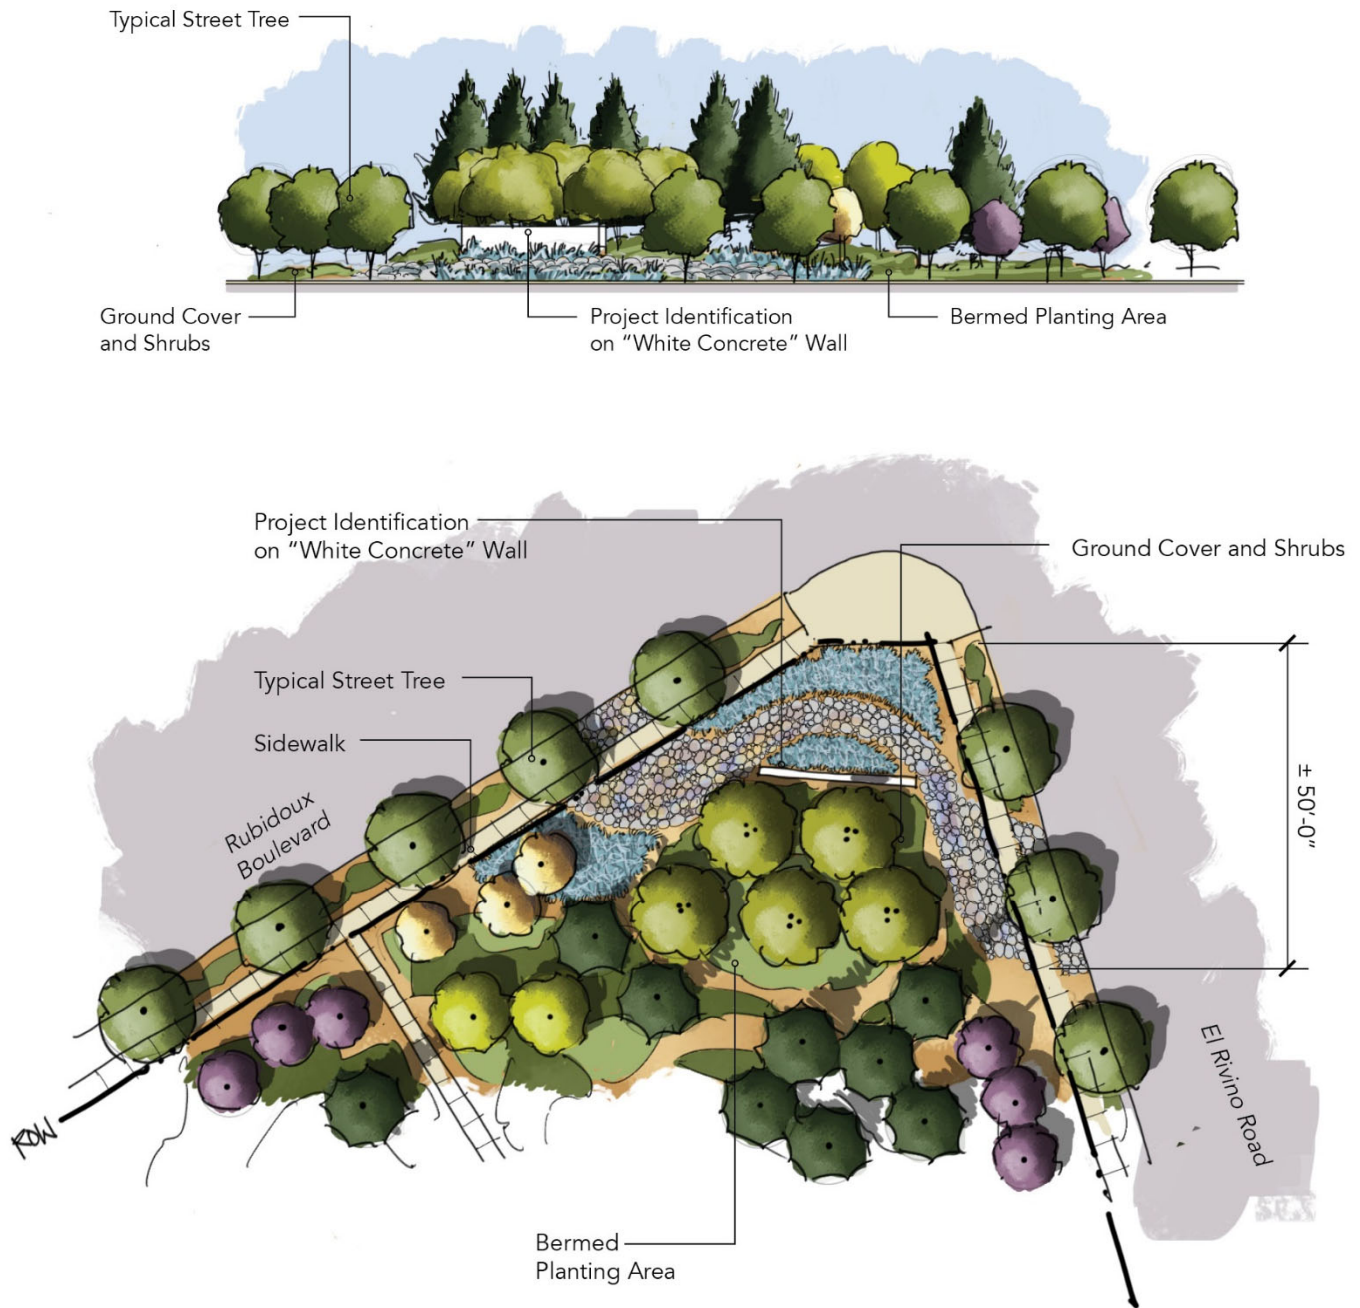 Typical Street Tree
Ground Cover
and Shrubs
Project Identification
on “White Concrete” Wall
Bermed Planting Area
Project Identification
on “White Concrete” Wall
Ground Cover and Shrubs
Typical Street Tree
Sidewalk
Rubidoux
Boulevard
± 50’-0”
El Rivino Road
ROW
Bermed
Planting Area